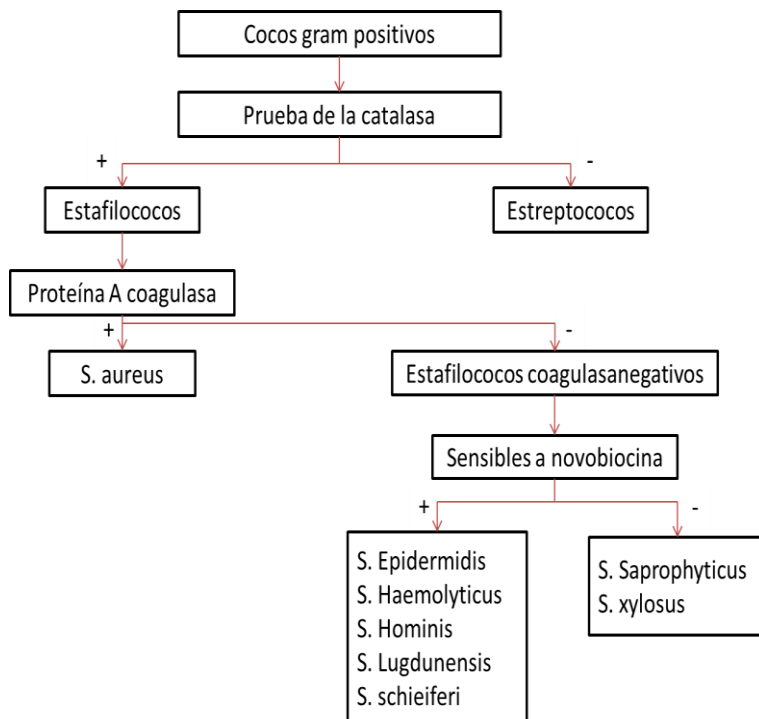 Cocos gram positivos
Prueba de la catalasa
+
-
Estafilococos
Estreptococos
Proteína A coagulasa
+
-
S. aureus
Estafilococos coagulasanegativos
Sensibles a novobiocina
+
-
S. Epidermidis
S. Haemolyticus
S. Hominis
S. Lugdunensis
S. schieiferi
S. Saprophyticus
S. xylosus